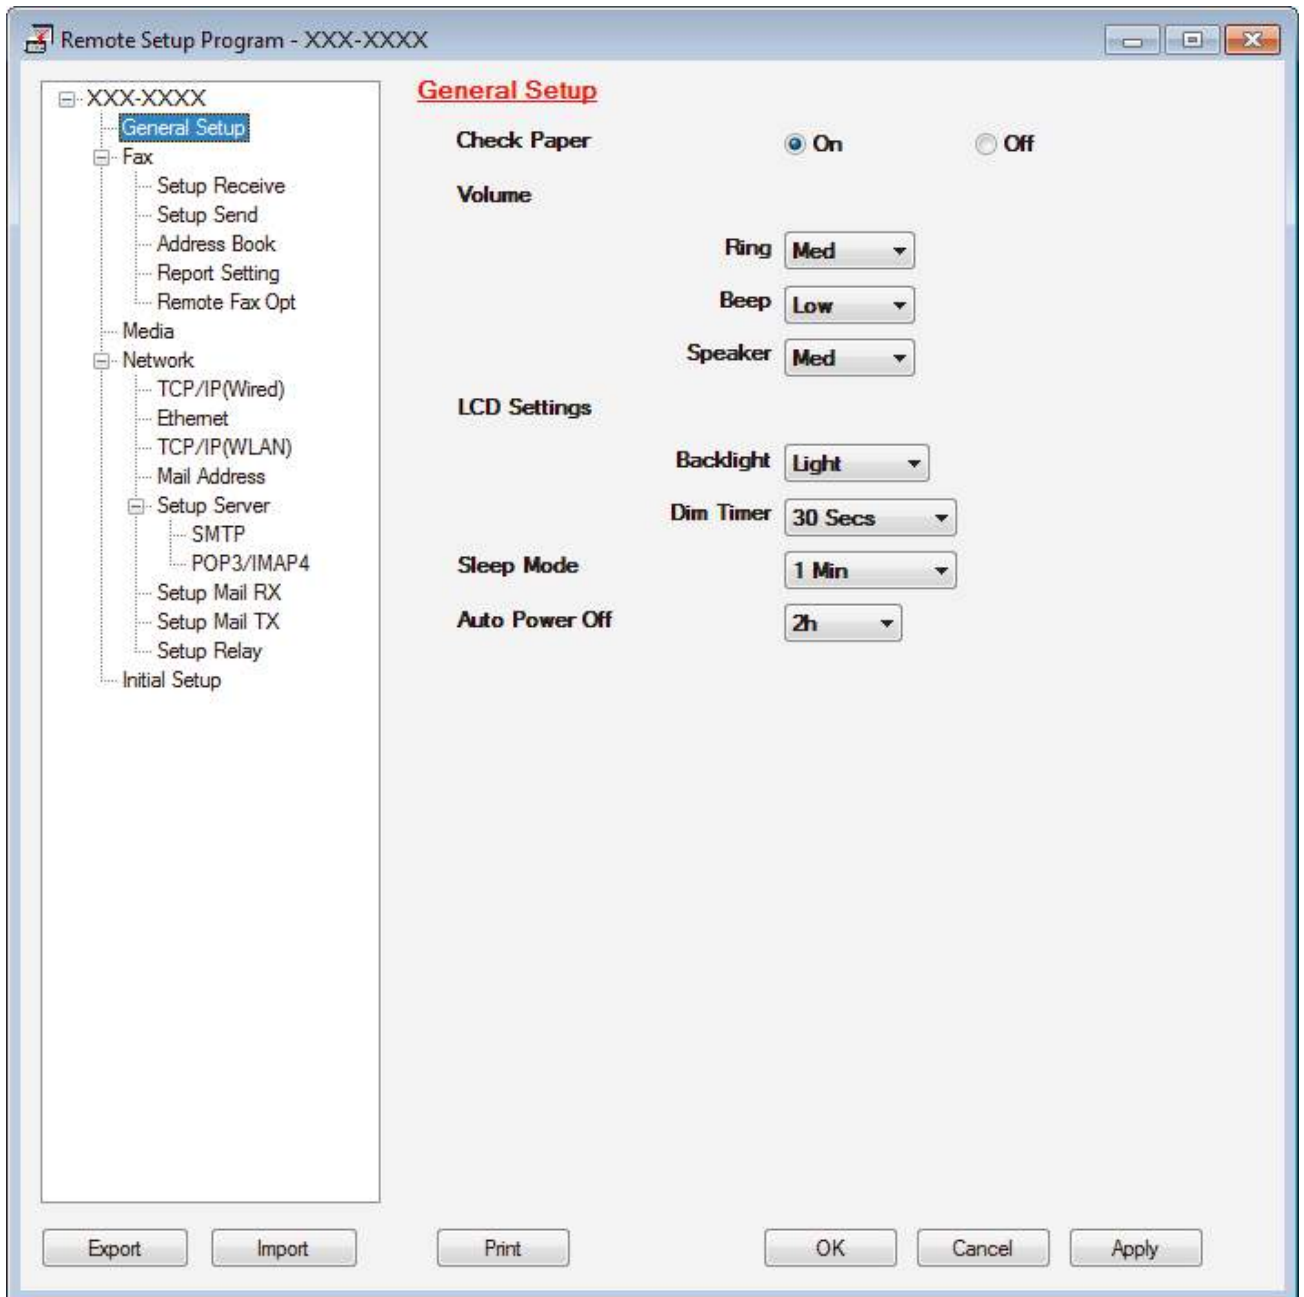 Remote Setup Program - XXX-XXXX
XXX-XXXX
General Setup
Fax
Setup Receive
Setup Send
Address Book
Report Setting
Remote Fax Opt
Media
Network
TCP/IP(Wired)
Ethernet
TCP/IP(WLAN)
Mail Address
Setup Server
SMTP
POP3/IMAP4
Setup Mail RX
Setup Mail TX
Setup Relay
Initial Setup
General Setup
Check Paper On Off
Volume
Ring Med
Beep Low
Speaker Med
LCD Settings
Backlight Light
Dim Timer 30 Secs
Sleep Mode 1 Min
Auto Power Off 2h
Export Import Print OK Cancel Apply